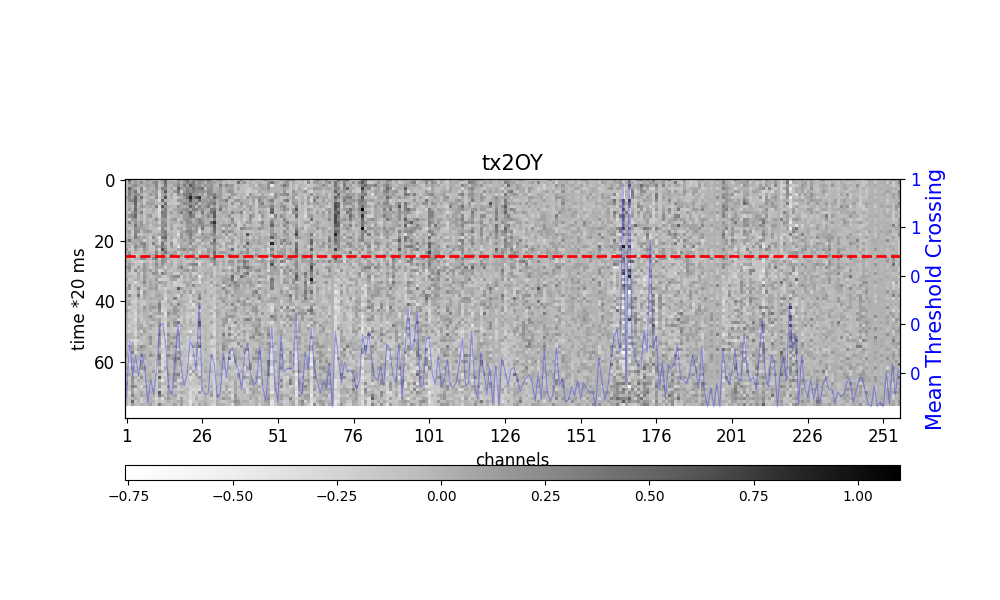 tx2OY
0
20
40
60
time *20 ms
1
1
0
0
0
Mean Threshold Crossing
1 26 51 76 101 126 151 176 201 226 251
channels
−0.75 −0.50 −0.25 0.00 0.25 0.50 0.75 1.00